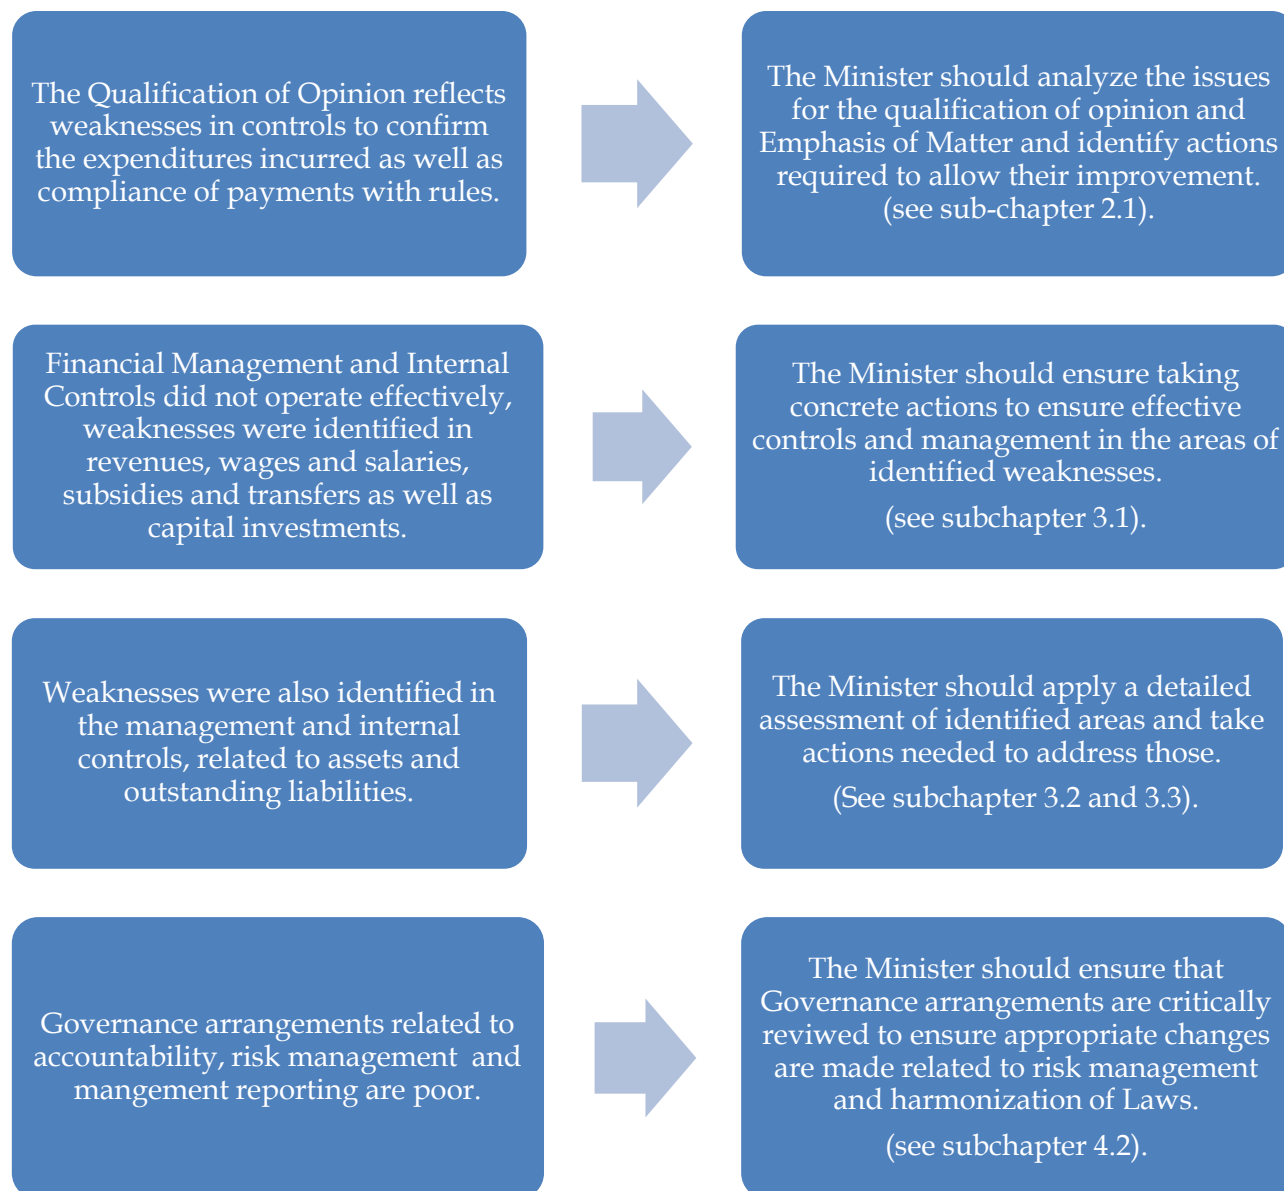 The Qualification of Opinion reflects
weaknesses in controls to confirm
the expenditures incurred as well as
compliance of payments with rules.
The Minister should analyze the issues
for the qualification of opinion and
Emphasis of Matter and identify actions
required to allow their improvement.
(see sub-chapter 2.1).
Financial Management and Internal
Controls did not operate effectively,
weaknesses were identified in
revenues, wages and salaries,
subsidies and transfers as well as
capital investments.
The Minister should ensure taking
concrete actions to ensure effective
controls and management in the areas of
identified weaknesses.
(see subchapter 3.1).
Weaknesses were also identified in
the management and internal
controls, related to assets and
outstanding liabilities.
The Minister should apply a detailed
assessment of identified areas and take
actions needed to address those.
(See subchapter 3.2 and 3.3).
Governance arrangements related to
accountability, risk management and
mangement reporting are poor.
The Minister should ensure that
Governance arrangements are critically
reviwed to ensure appropriate changes
are made related to risk management
and harmonization of Laws.
(see subchapter 4.2).